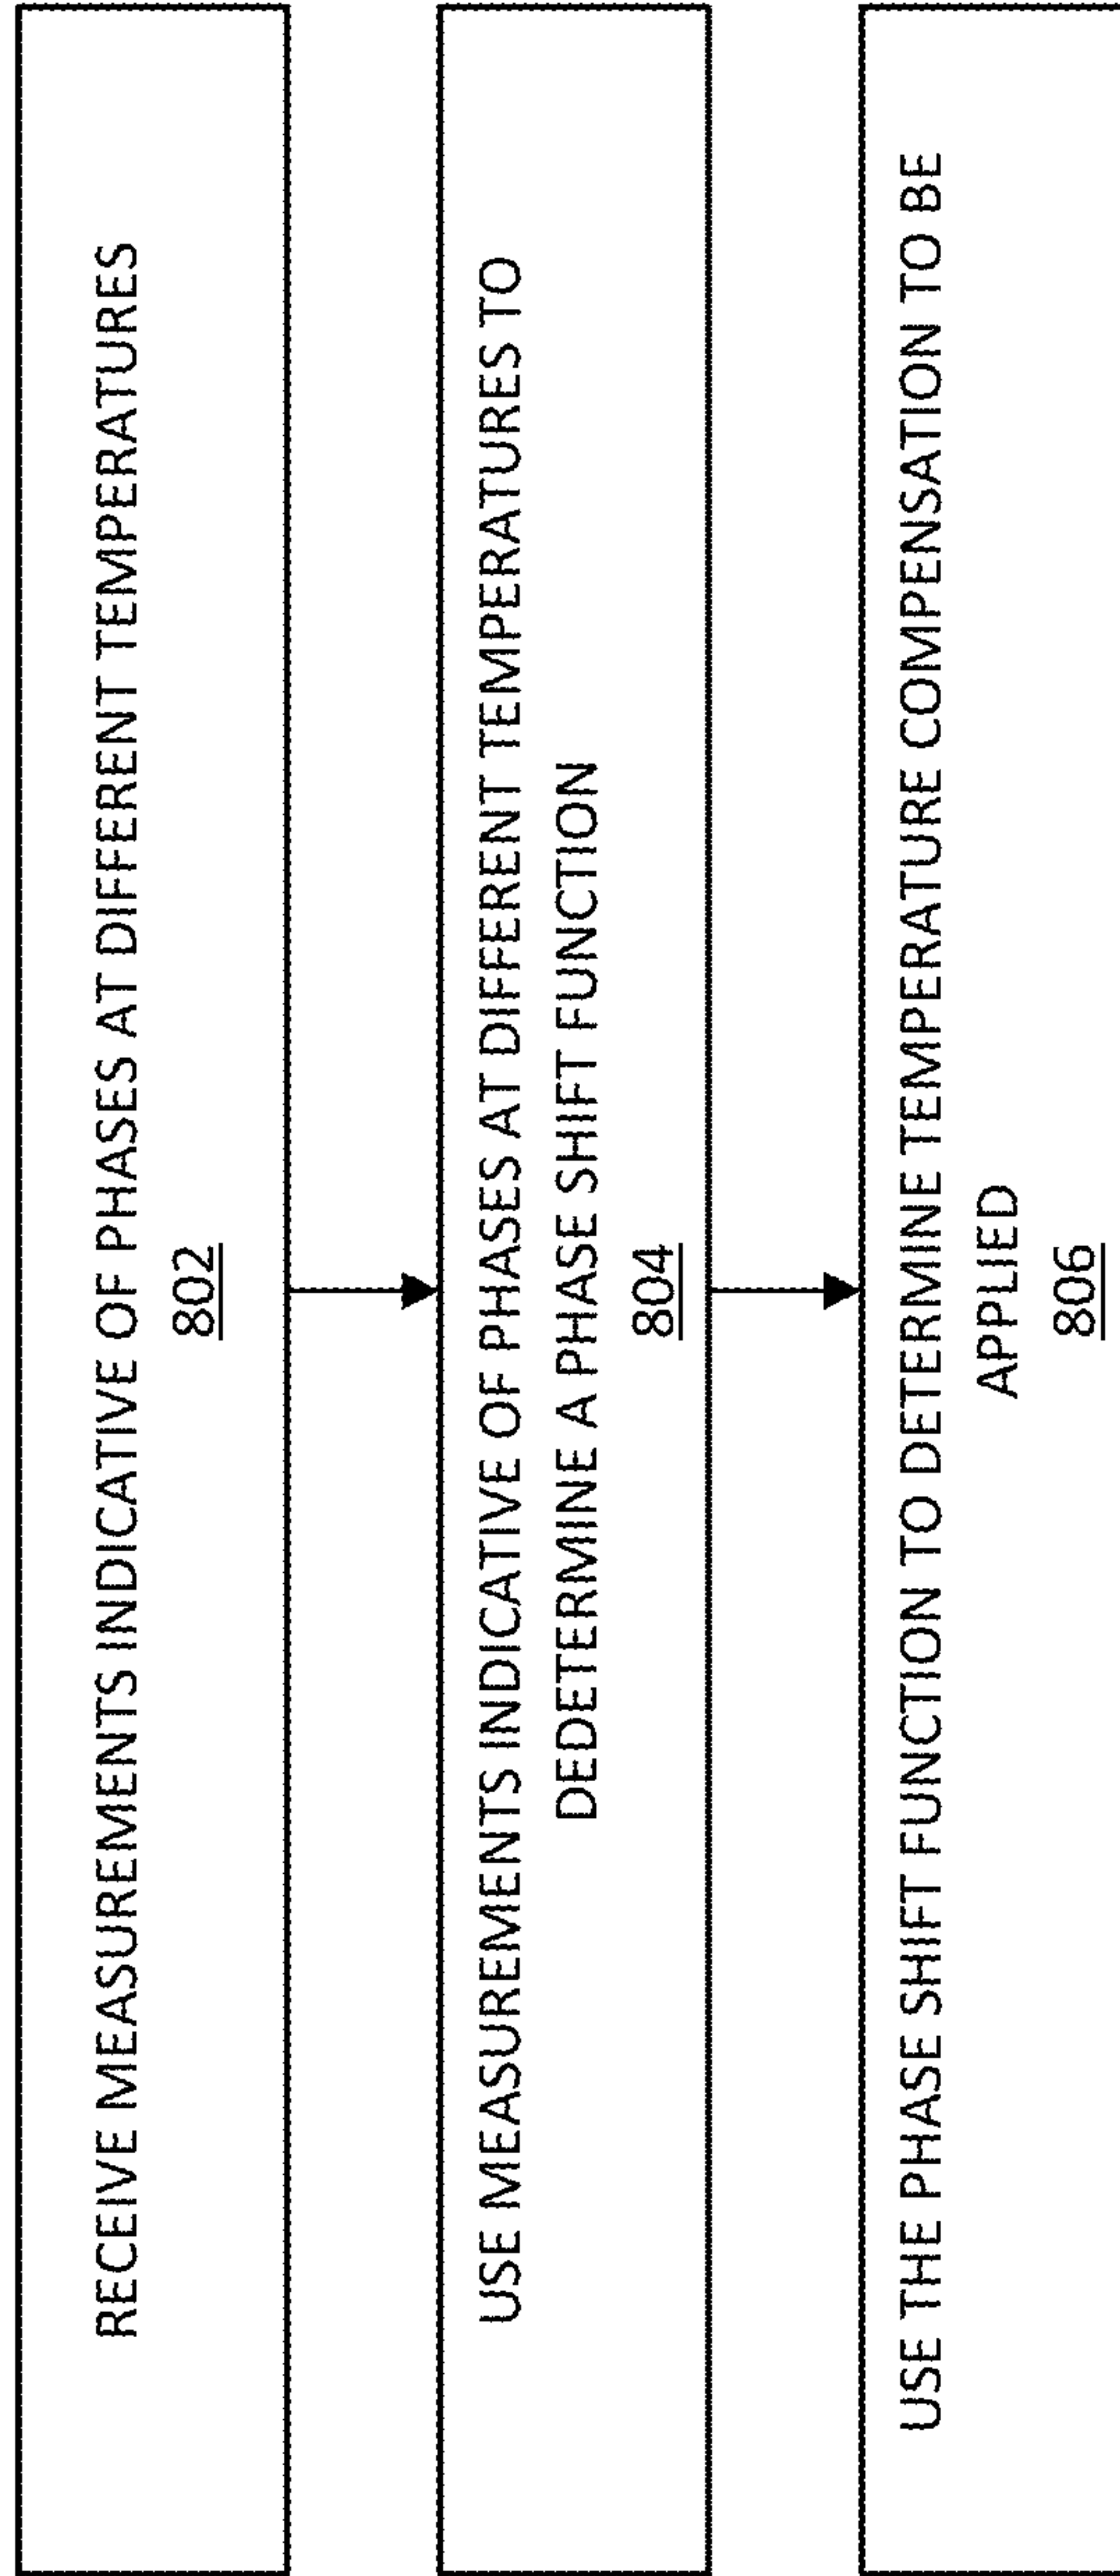 RECEIVE MEASUREMENTS INDICATIVE OF PHASES AT DIFFERENT TEMPERATURES
802
USE MEASUREMENTS INDICATIVE OF PHASES AT DIFFERENT TEMPERATURES TO
DEDETERMINE A PHASE SHIFT FUNCTION
804
USE THE PHASE SHIFT FUNCTION TO DETERMINE TEMPERATURE COMPENSATION TO BE
APPLIED
806